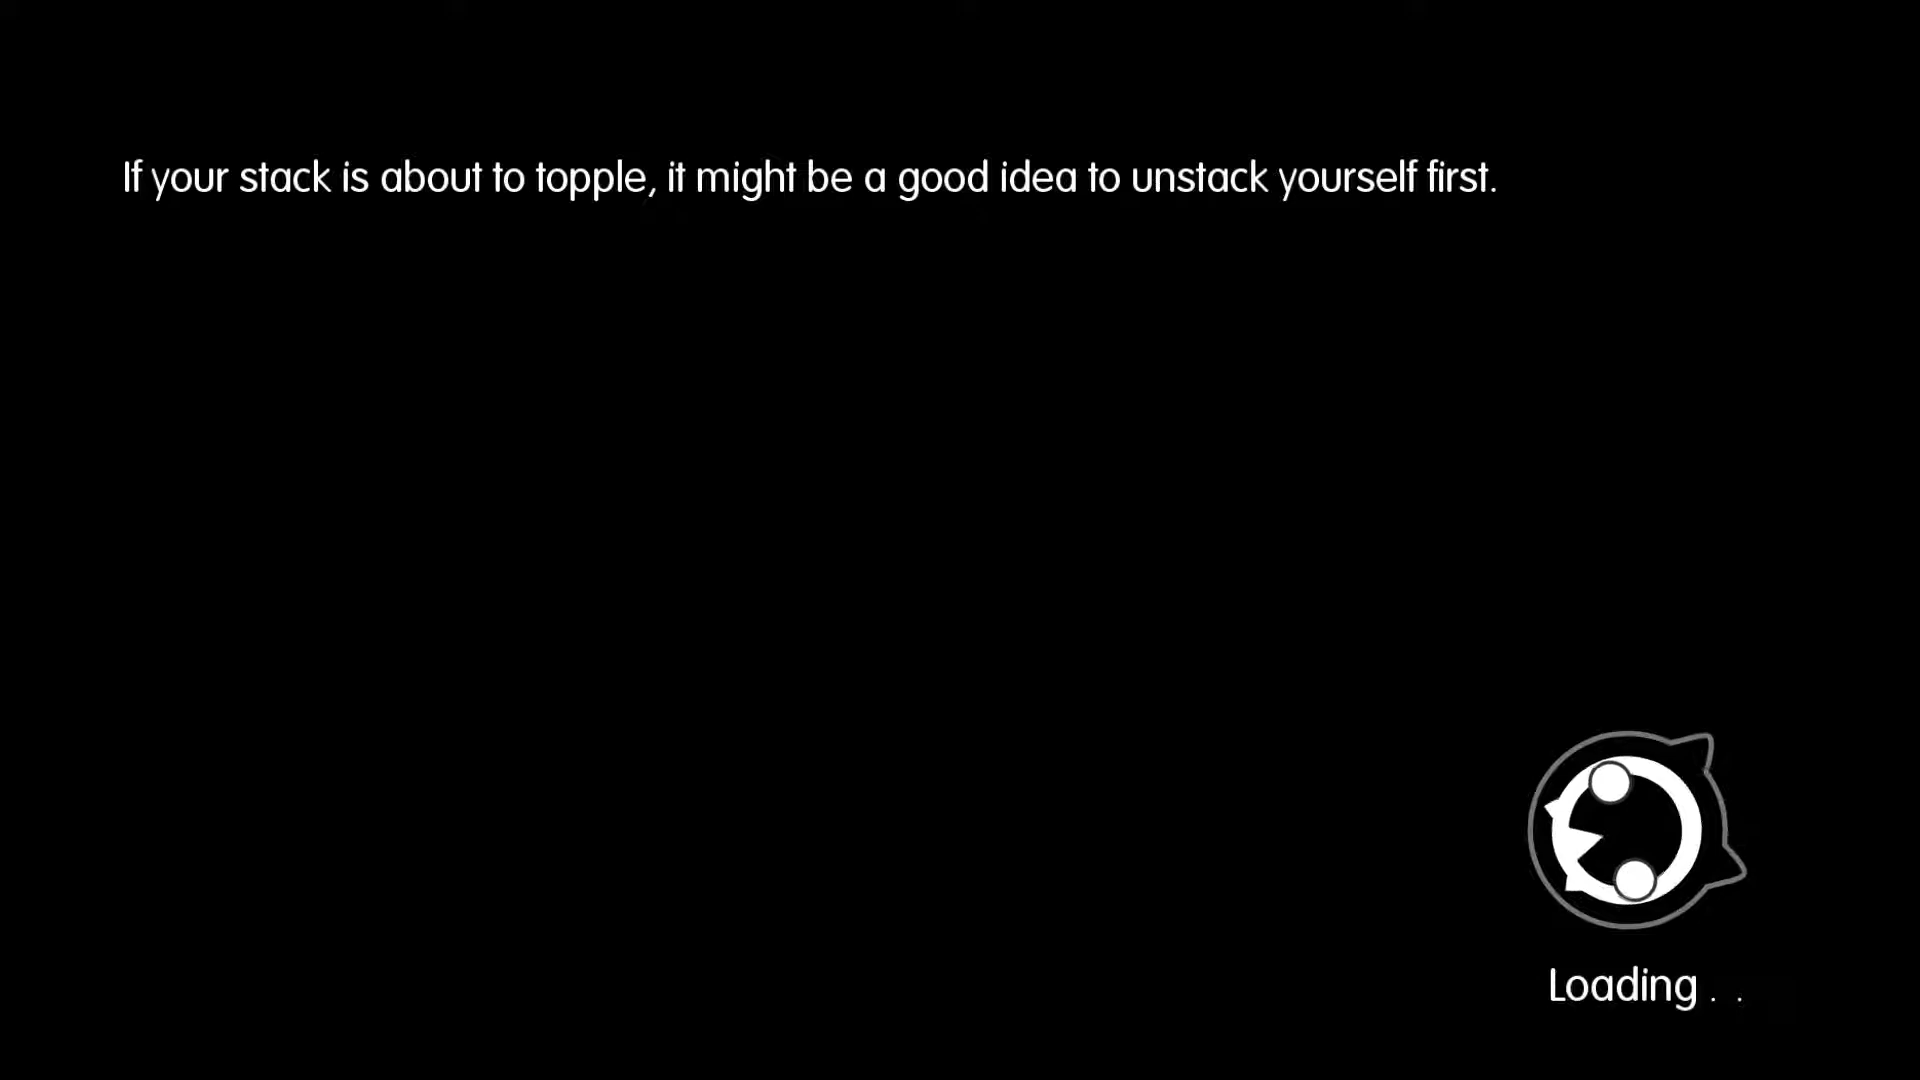 If your stack is about to topple, it might be a good idea to unstack yourself first.
Loading . .